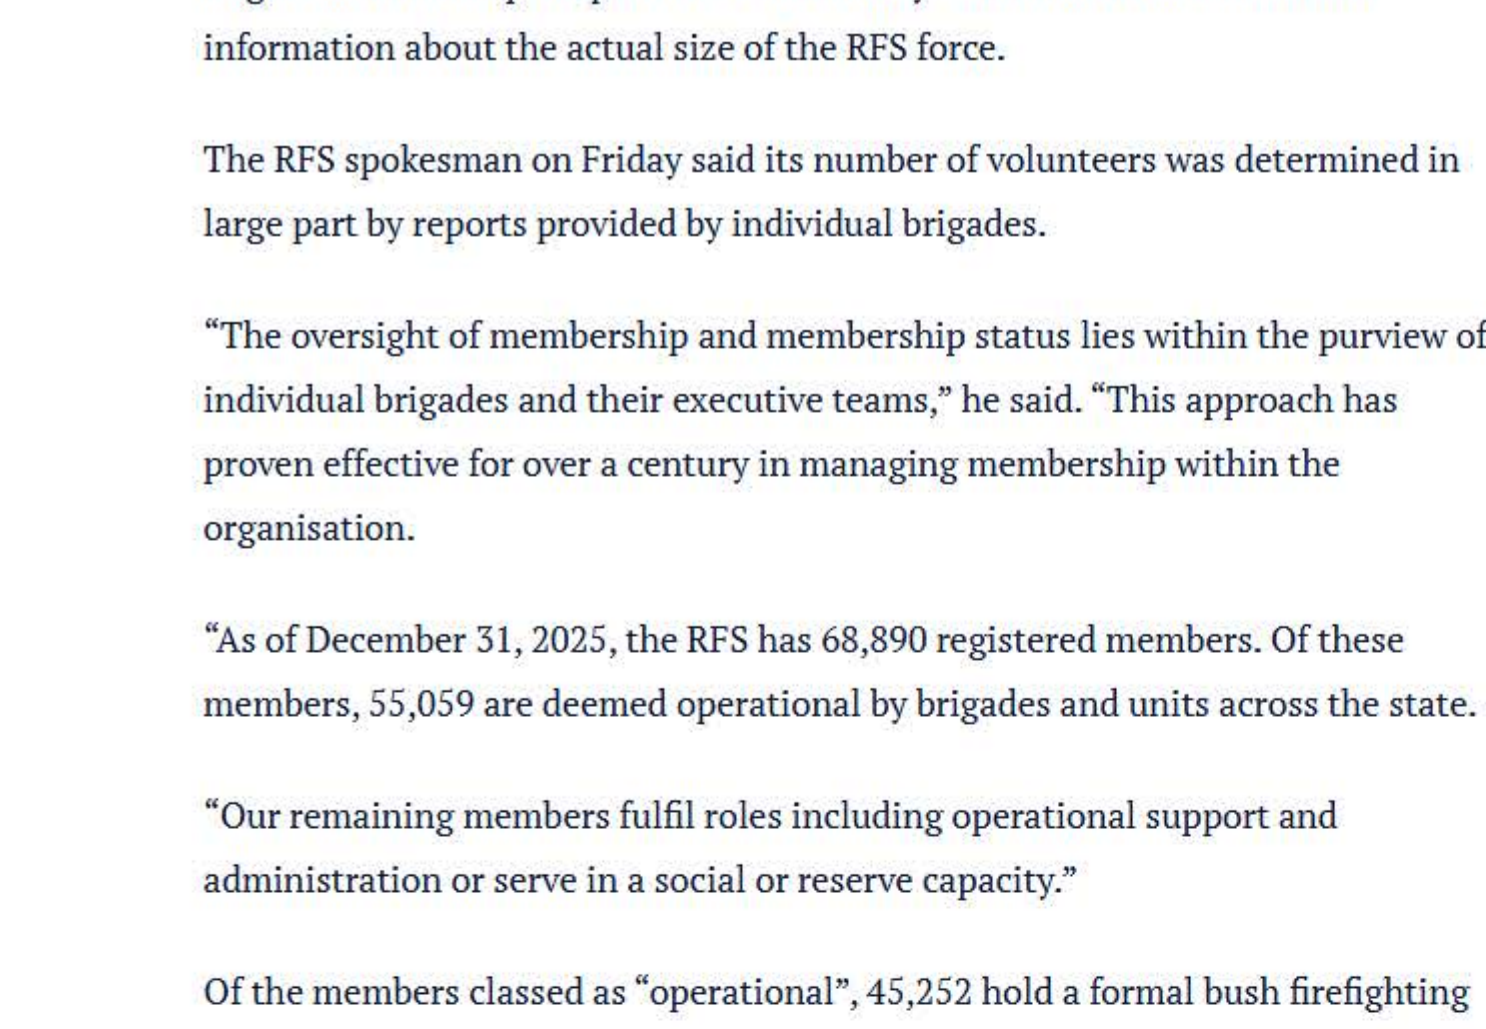 information about the actual size of the RFS force.
The RFS spokesman on Friday said its number of volunteers was determined in
large part by reports provided by individual brigades.
“The oversight of membership and membership status lies within the purview of
individual brigades and their executive teams,” he said. “This approach has
proven effective for over a century in managing membership within the
organisation.
“As of December 31, 2025, the RFS has 68,890 registered members. Of these
members, 55,059 are deemed operational by brigades and units across the state.
“Our remaining members fulfil roles including operational support and
administration or serve in a social or reserve capacity.”
Of the members classed as “operational”, 45,252 hold a formal bush firefighting